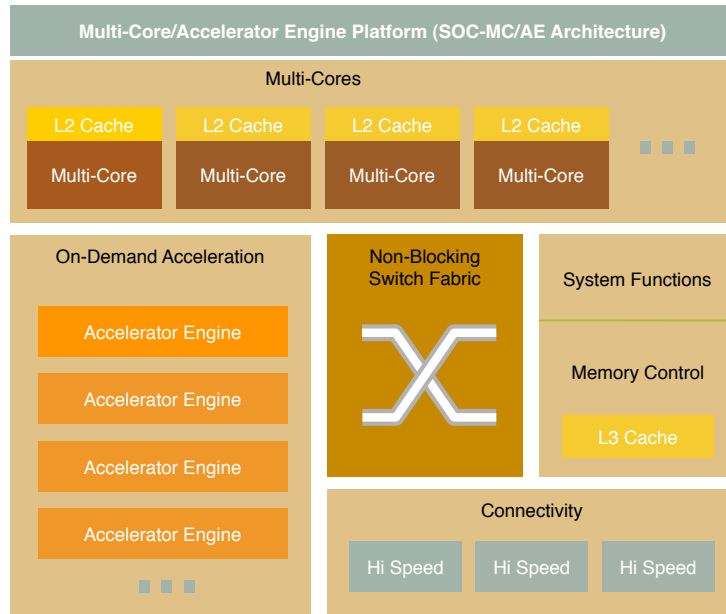 Multi-Core/Accelerator Engine Platform (SOC-MC/AE Architecture)
Multi-Cores
L2 Cache
L2 Cache
L2 Cache
L2 Cache
Multi-Core
Multi-Core
Multi-Core
Multi-Core
On-Demand Acceleration
Accelerator Engine
Accelerator Engine
Accelerator Engine
Accelerator Engine
Non-Blocking
Switch Fabric
System Functions
Memory Control
L3 Cache
Connectivity
Hi Speed
Hi Speed
Hi Speed